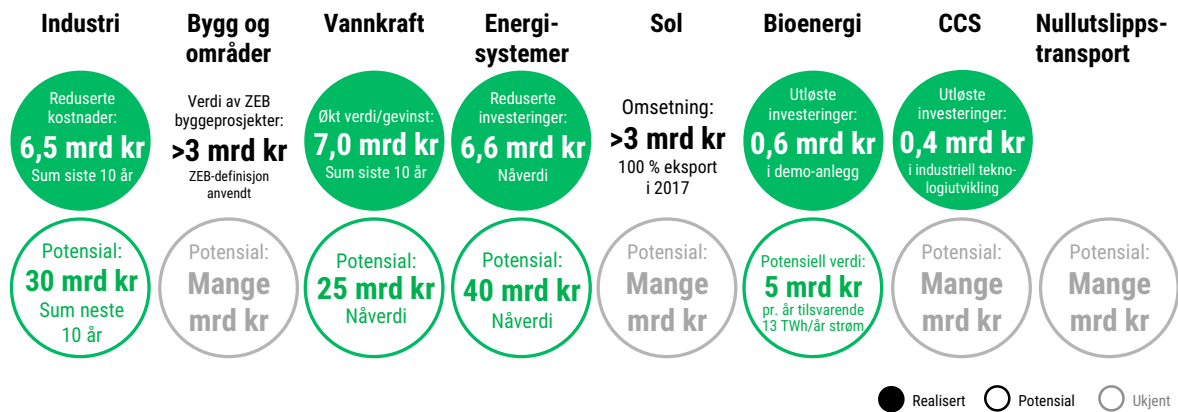 Industri
Bygg og
områder
Vannkraft
Energi-
systemer
Sol
Bioenergi
CCS
Nullutslipps-
transport
Reduserte
kostnader:
6,5 mrd kr
Sum siste 10 år
Verdi av ZEB
byggeprosjekter:
>3 mrd kr
ZEB-definisjon
anvendt
Økt verdi/gevinst:
7,0 mrd kr
Sum siste 10 år
Reduserte
investeringer:
6,6 mrd kr
Nåverdi
Omsetning:
>3 mrd kr
100 % eksport
i 2017
Utløste
investeringer:
0,6 mrd kr
i demo-anlegg
Utløste
investeringer:
0,4 mrd kr
i industriell tekno-
logiutvikling
Potensial:
30 mrd kr
Sum neste
10 år
Potensial:
Mange
mrd kr
Potensial:
25 mrd kr
Nåverdi
Potensial:
40 mrd kr
Nåverdi
Potensial:
Mange
mrd kr
Potensiell verdi:
5 mrd kr
pr. år tilsvarende
13 TWh/år strøm
Potensial:
Mange
mrd kr
Potensial:
Mange
mrd kr
Realisert
Potensial
Ukjent